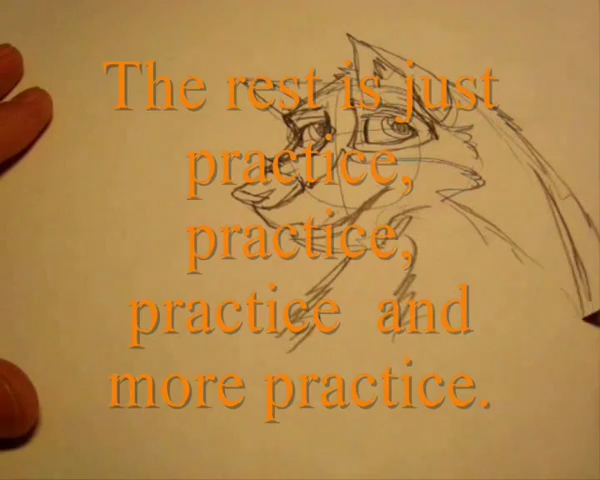 The rest is just
practice,
practice,
practice  and
more practice.